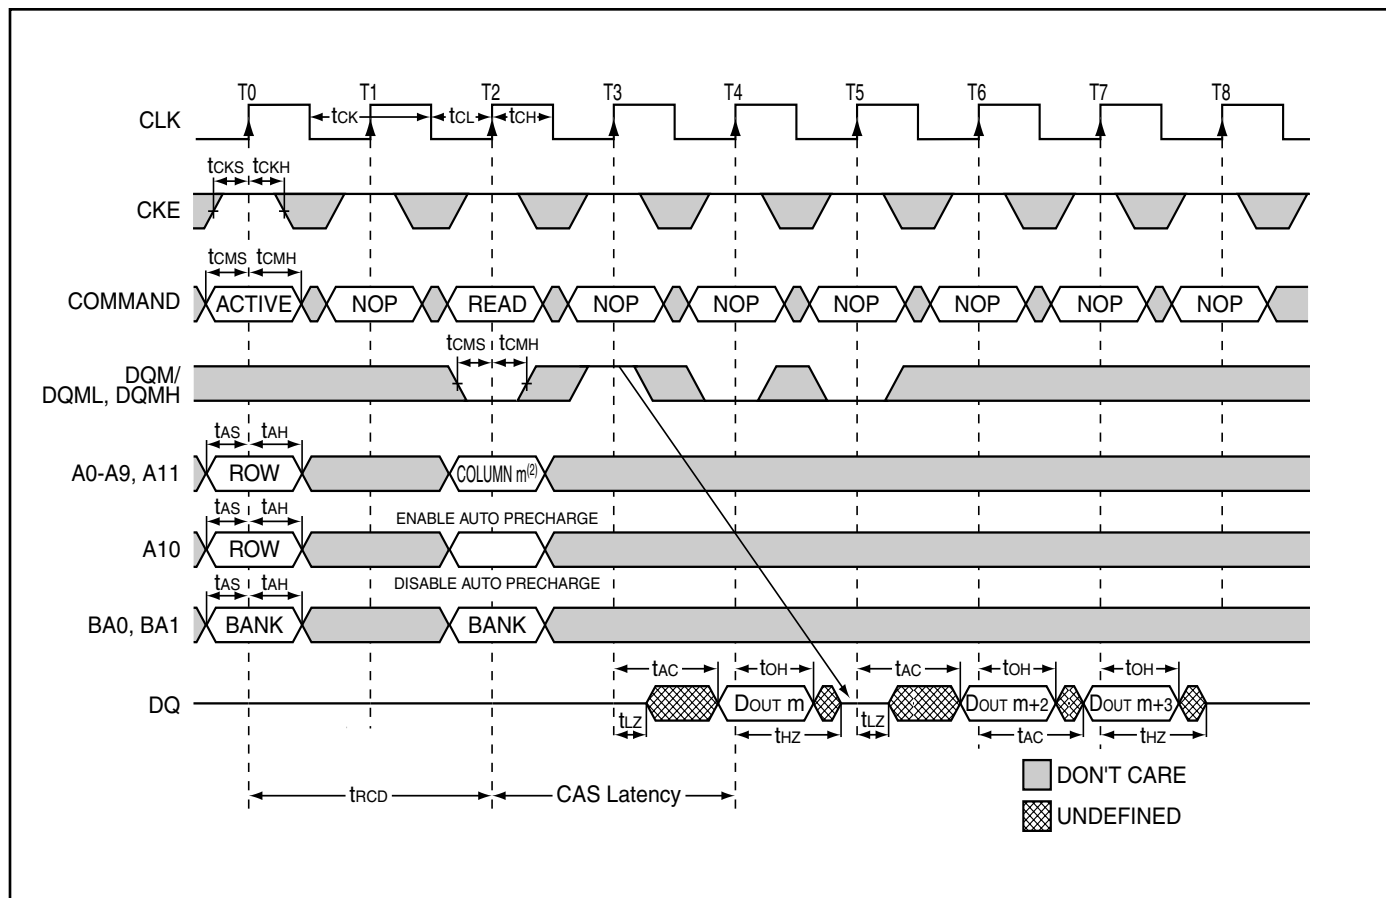 T0 T1 T2 T3 T4 T5 T6 T7 T8
CLK
tCK tCL tCH
tCKS tCKH
CKE
tCMS tCMH
COMMAND ACTIVE NOP READ NOP NOP NOP NOP NOP NOP
tCMS tCMH
DQM/
DQML, DQMH
tAS tAH
A0-A9, A11 ROW COLUMN m(2)
tAS tAH ENABLE AUTO PRECHARGE
A10 ROW
tAS tAH DISABLE AUTO PRECHARGE
BA0, BA1 BANK BANK
tAC tOH tAC tOH tOH
DQ DOUT m DOUT m+2 DOUT m+3
tLZ tHZ tLZ tAC tHZ
DON'T CARE
tRCD CAS Latency
UNDEFINED